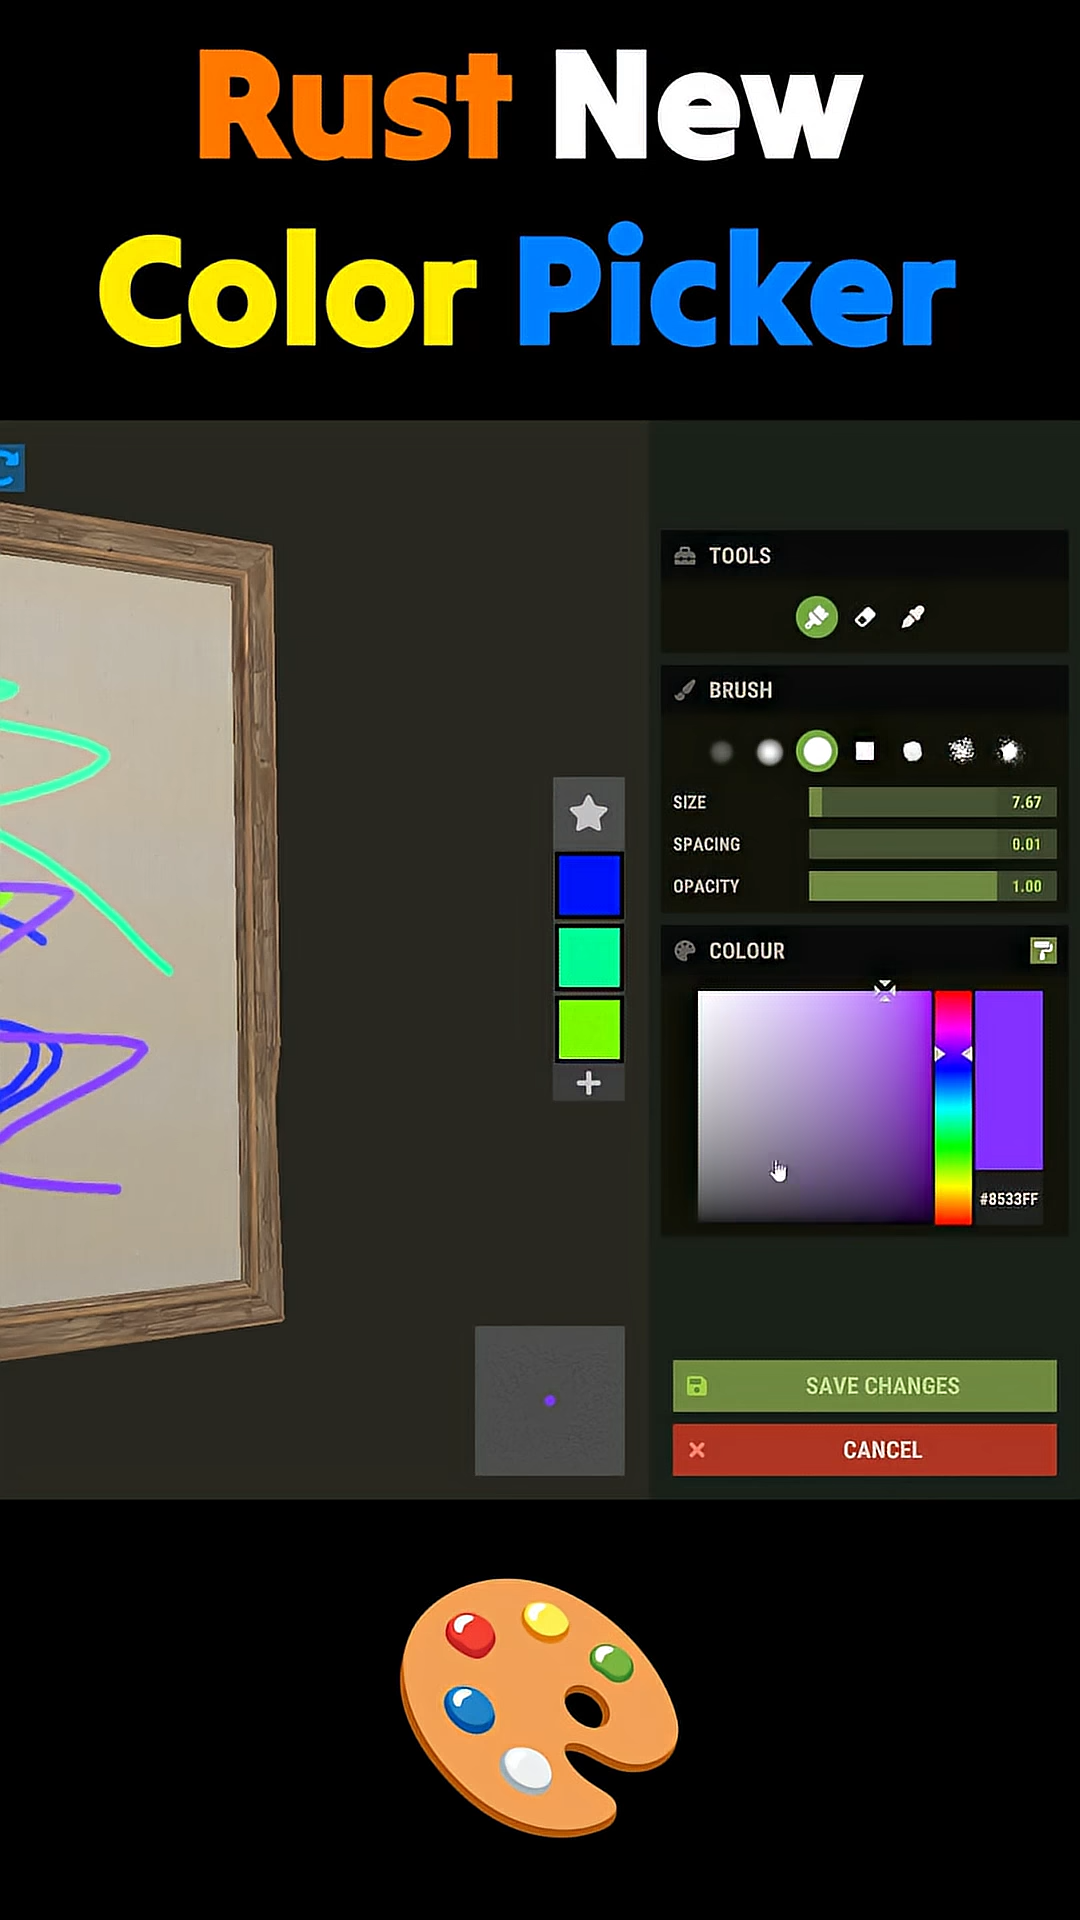 Rust New
Color Picker
TOOLS
BRUSH
SIZE 7.67
SPACING 0.01
OPACITY 1.00
COLOUR
#8533FF
SAVE CHANGES
CANCEL